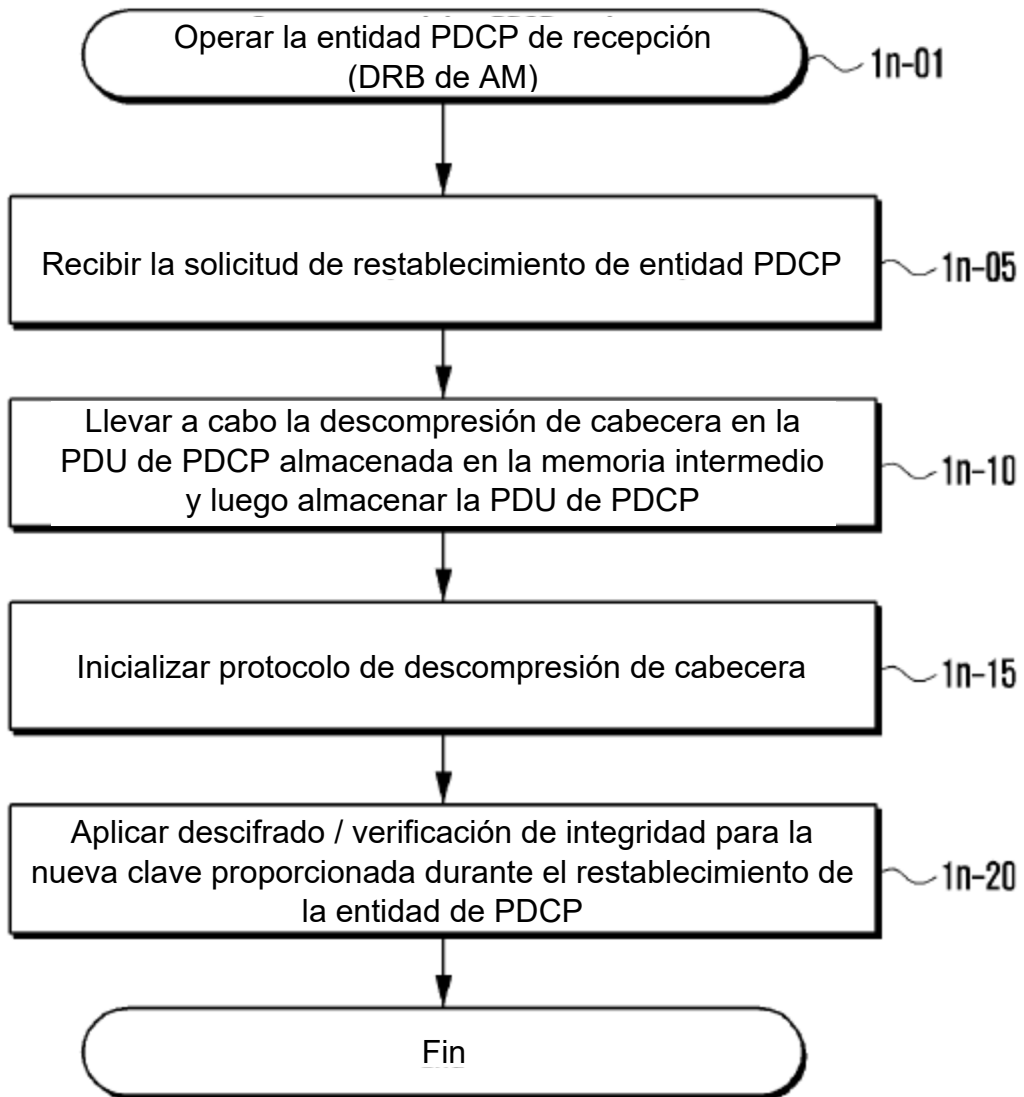 Operar la entidad PDCP de recepción
(DRB de AM)
1n-01
Recibir la solicitud de restablecimiento de entidad PDCP
1n-05
Llevar a cabo la descompresión de cabecera en la
PDU de PDCP almacenada en la memoria intermedio
y luego almacenar la PDU de PDCP
1n-10
Inicializar protocolo de descompresión de cabecera
1n-15
Aplicar descifrado / verificación de integridad para la
nueva clave proporcionada durante el restablecimiento de
la entidad de PDCP
1n-20
Fin